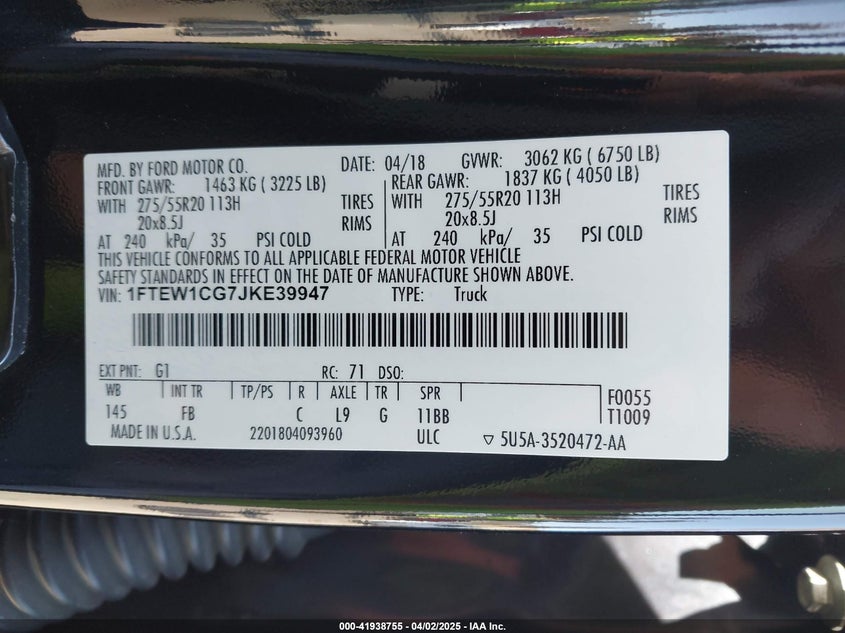 MFD. BY FORD MOTOR CO. DATE: 04/18 GVWR: 3062 KG ( 6750 LB)
FRONT GAWR: 1463 KG ( 3225 LB) REAR GAWR: 1837 KG ( 4050 LB)
WITH 275/55R20 113H TIRES WITH 275/55R20 113H TIRES
20x8.5J RIMS 20x8.5J RIMS
AT 240 kPa/ 35 PSI COLD AT 240 kPa/ 35 PSI COLD
THIS VEHICLE CONFORMS TO ALL APPLICABLE FEDERAL MOTOR VEHICLE
SAFETY STANDARDS IN EFFECT ON THE DATE OF MANUFACTURE SHOWN ABOVE.
VIN: 1FTEW1CG7JKE39947 TYPE: Truck
EXT PNT: G1 RC: 71 DSO:
WB INT TR TP/PS R AXLE TR SPR F0055
145 FB C L9 G 11BB T1009
MADE IN U.S.A. 2201804093960 ULC ▽ 5U5A-3520472-AA
000-41938755 - 04/02/2025 - IAA Inc.